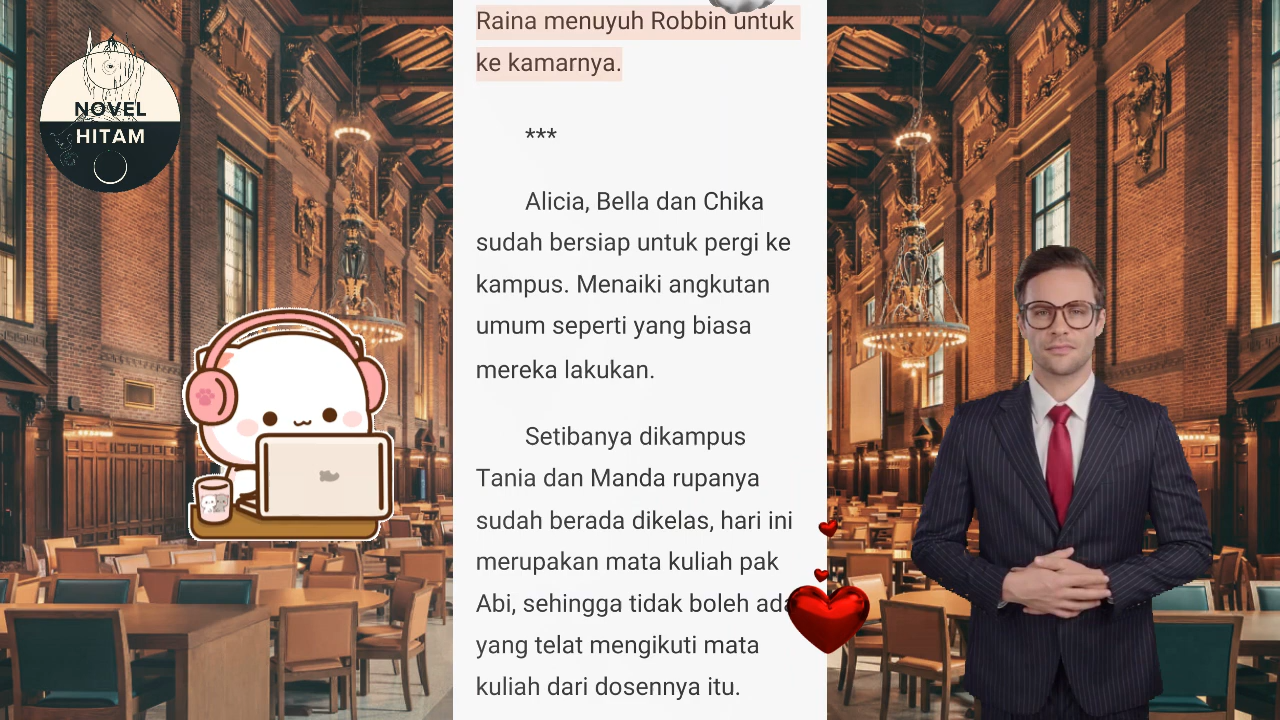 NOVEL
HITAM
Raina menuyuh Robbin untuk
ke kamarnya.
***
Alicia, Bella dan Chika
sudah bersiap untuk pergi ke
kampus. Menaiki angkutan
umum seperti yang biasa
mereka lakukan.
Setibanya dikampus
Tania dan Manda rupanya
sudah berada dikelas, hari ini
merupakan mata kuliah pak
Abi, sehingga tidak boleh ada
yang telat mengikuti mata
kuliah dari dosennya itu.